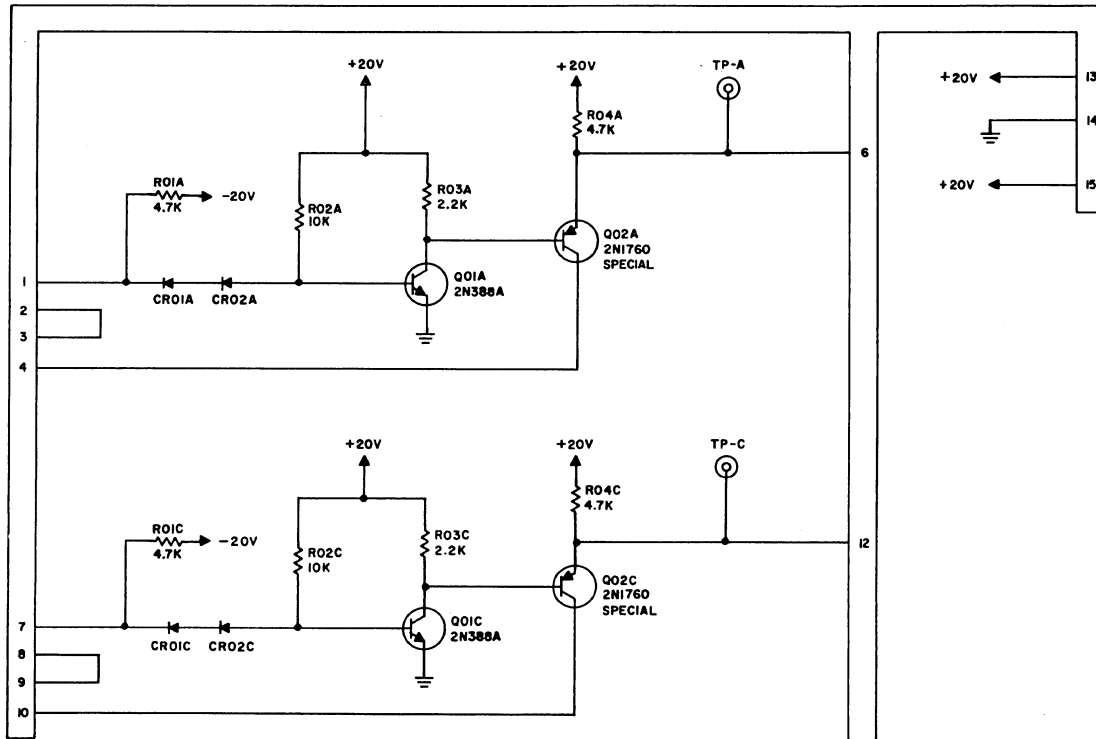 +20V
+20V
TP-A
R04A
4.7K
R01A
4.7K
-20V
R02A
10K
R03A
2.2K
Q02A
2N1760
SPECIAL
Q01A
2N388A
CR01A
CR02A
1
2
3
4
6
+20V
13
14
+20V
15
+20V
+20V
TP-C
R04C
4.7K
R01C
4.7K
-20V
R02C
10K
R03C
2.2K
Q02C
2N1760
SPECIAL
Q01C
2N388A
CR01C
CR02C
7
8
9
10
12